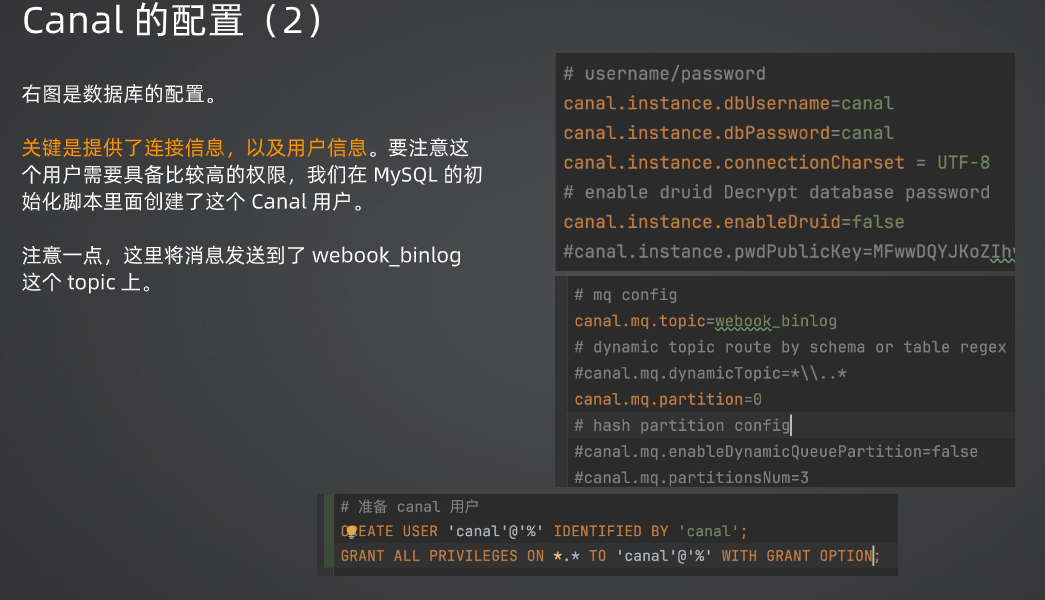 Canal 的配置（2）
右图是数据库的配置。
关键是提供了连接信息，以及用户信息。要注意这
个用户需要具备比较高的权限，我们在 MySQL 的初
始化脚本里面创建了这个 Canal 用户。
注意一点，这里将消息发送到了 webook_binlog
这个 topic 上。
# username/password
canal.instance.dbUsername=canal
canal.instance.dbPassword=canal
canal.instance.connectionCharset = UTF-8
# enable druid Decrypt database password
canal.instance.enableDruid=false
#canal.instance.pwdPublicKey=MFwwDQYJKoZIhv
# mq config
canal.mq.topic=webook_binlog
# dynamic topic route by schema or table regex
#canal.mq.dynamicTopic=*\\..*
canal.mq.partition=0
# hash partition config
#canal.mq.enableDynamicQueuePartition=false
#canal.mq.partitionsNum=3
# 准备 canal 用户
CREATE USER 'canal'@'%' IDENTIFIED BY 'canal';
GRANT ALL PRIVILEGES ON *.* TO 'canal'@'%' WITH GRANT OPTION;